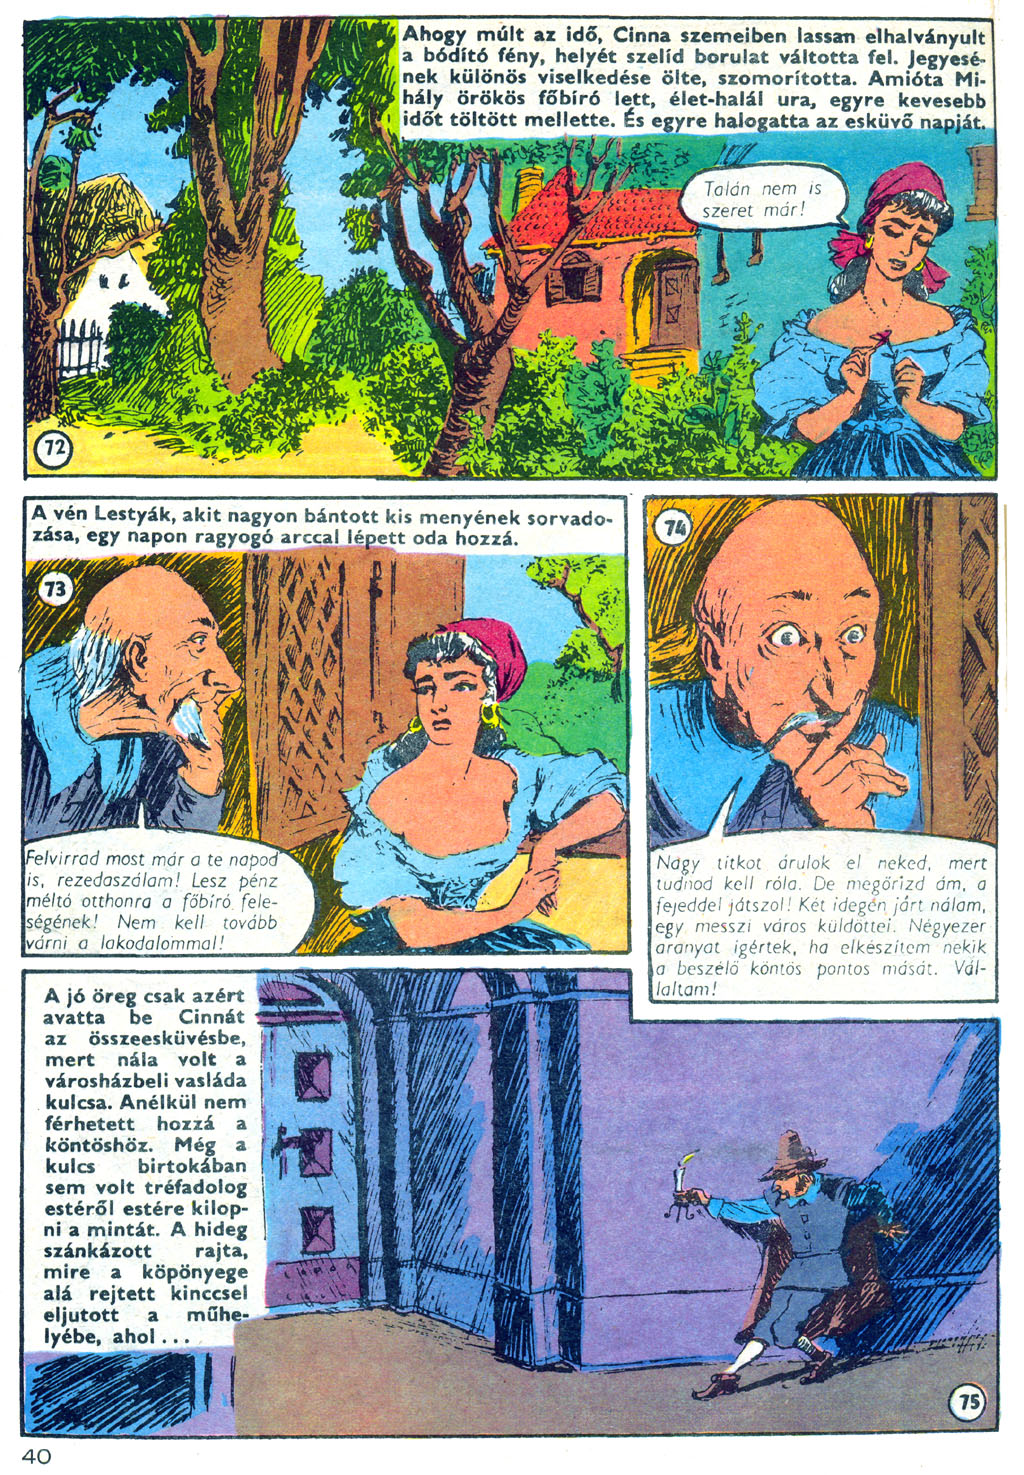 Ahogy múlt az idő, Cinna szemeiben lassan elhalványult
a bódító fény, helyét szelíd borulat váltotta fel. Jegyesé-
nek különös viselkedése ölte, szomorította. Amióta Mi-
hály örökös főbíró lett, élet-halál ura, egyre kevesebb
időt töltött mellette. És egyre halogatta az esküvő napját.
Talán nem is
szeret már!
72
A vén Lestyák, akit nagyon bántott kis menyének sorvado-
zása, egy napon ragyogó arccal lépett oda hozzá.
73
Felvirrad most már a te napod
is, rezedaszálam! Lesz pénz
méltó otthonra a főbíró fele-
ségének! Nem kell tovább
várni a lakodalommal!
74
Nagy titkot árulok el neked, mert
tudnod kell róla. De megőrizd ám, a
fejeddel játszol! Két idegen járt nálam,
egy messzi város küldöttei. Négyezer
aranyat igértek, ha elkészítem nekik
a beszélő köntös pontos mását. Vál-
laltam!
A jó öreg csak azért
avatta be Cinnát
az összeesküvésbe,
mert nála volt a
városházbeli vasláda
kulcsa. Anélkül nem
férhetett hozzá a
köntöshöz. Még a
kulcs birtokában
sem volt tréfadolog
estéről estére kilop-
ni a mintát. A hideg
szánkázott rajta,
mire a köpönyege
alá rejtett kinccsel
eljutott a műhe-
lyébe, ahol . . .
75
40